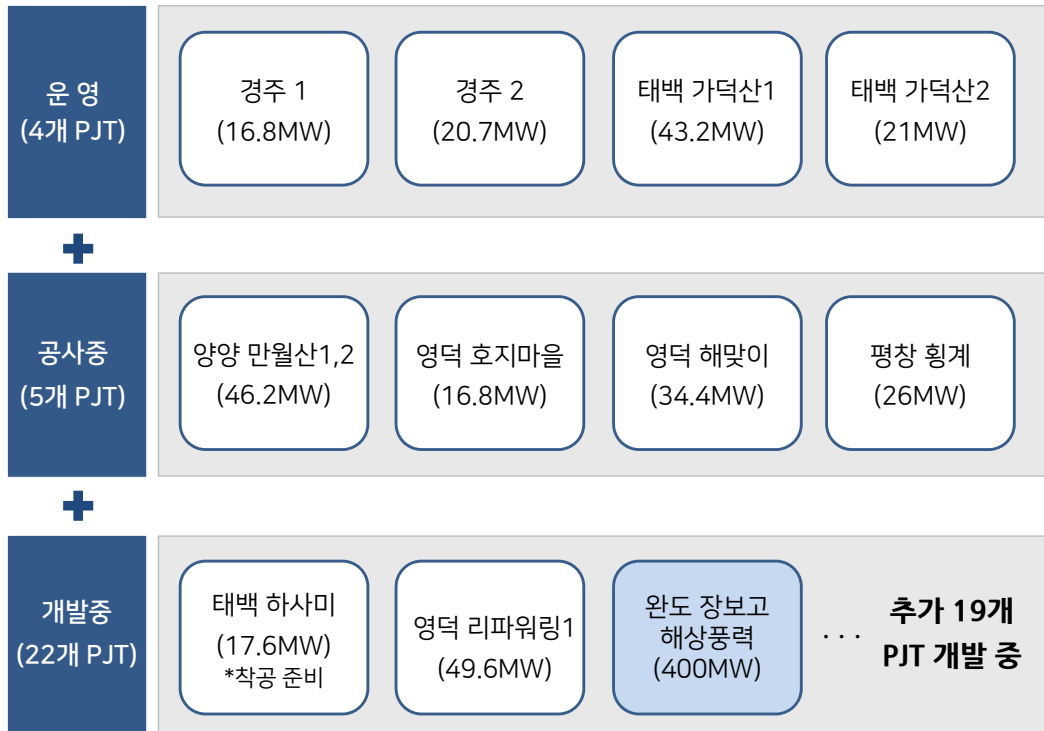 운 영
(4개 PJT)
경주 1
(16.8MW)
경주 2
(20.7MW)
태백 가덕산1
(43.2MW)
태백 가덕산2
(21MW)
공사중
(5개 PJT)
양양 만월산1,2
(46.2MW)
영덕 호지마을
(16.8MW)
영덕 해맞이
(34.4MW)
평창 횡계
(26MW)
개발중
(22개 PJT)
태백 하사미
(17.6MW)
*착공 준비
영덕 리파워링1
(49.6MW)
완도 장보고
해상풍력
(400MW)
. . .
추가 19개
PJT 개발 중